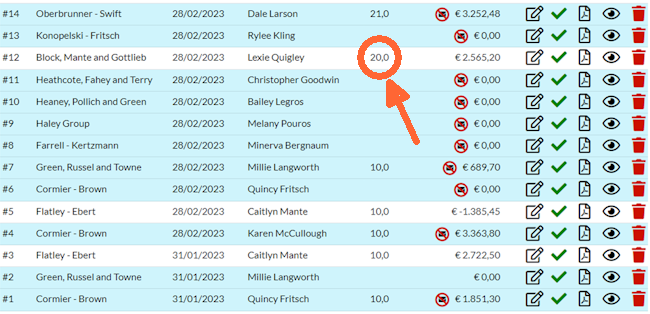 #14 Oberbrunner - Swift 28/02/2023 Dale Larson 21,0 € 3.252,48
#13 Konopelski - Fritsch 28/02/2023 Rylee Kling € 0,00
#12 Block, Mante and Gottlieb 28/02/2023 Lexie Quigley 20,0 € 2.565,20
#11 Heathcote, Fahey and Terry 28/02/2023 Christopher Goodwin € 0,00
#10 Heaney, Pollich and Green 28/02/2023 Bailey Legros € 0,00
#9 Haley Group 28/02/2023 Melany Pouros € 0,00
#8 Farrell - Kertzmann 28/02/2023 Minerva Bergnaum € 0,00
#7 Green, Russel and Towne 28/02/2023 Millie Langworth 10,0 € 689,70
#6 Cormier - Brown 28/02/2023 Quincy Fritsch € 0,00
#5 Flatley - Ebert 28/02/2023 Caitlyn Mante 10,0 € -1.385,45
#4 Cormier - Brown 28/02/2023 Karen McCullough 10,0 € 3.363,80
#3 Flatley - Ebert 31/01/2023 Caitlyn Mante 10,0 € 2.722,50
#2 Green, Russel and Towne 31/01/2023 Millie Langworth € 0,00
#1 Cormier - Brown 31/01/2023 Quincy Fritsch 10,0 € 1.851,30